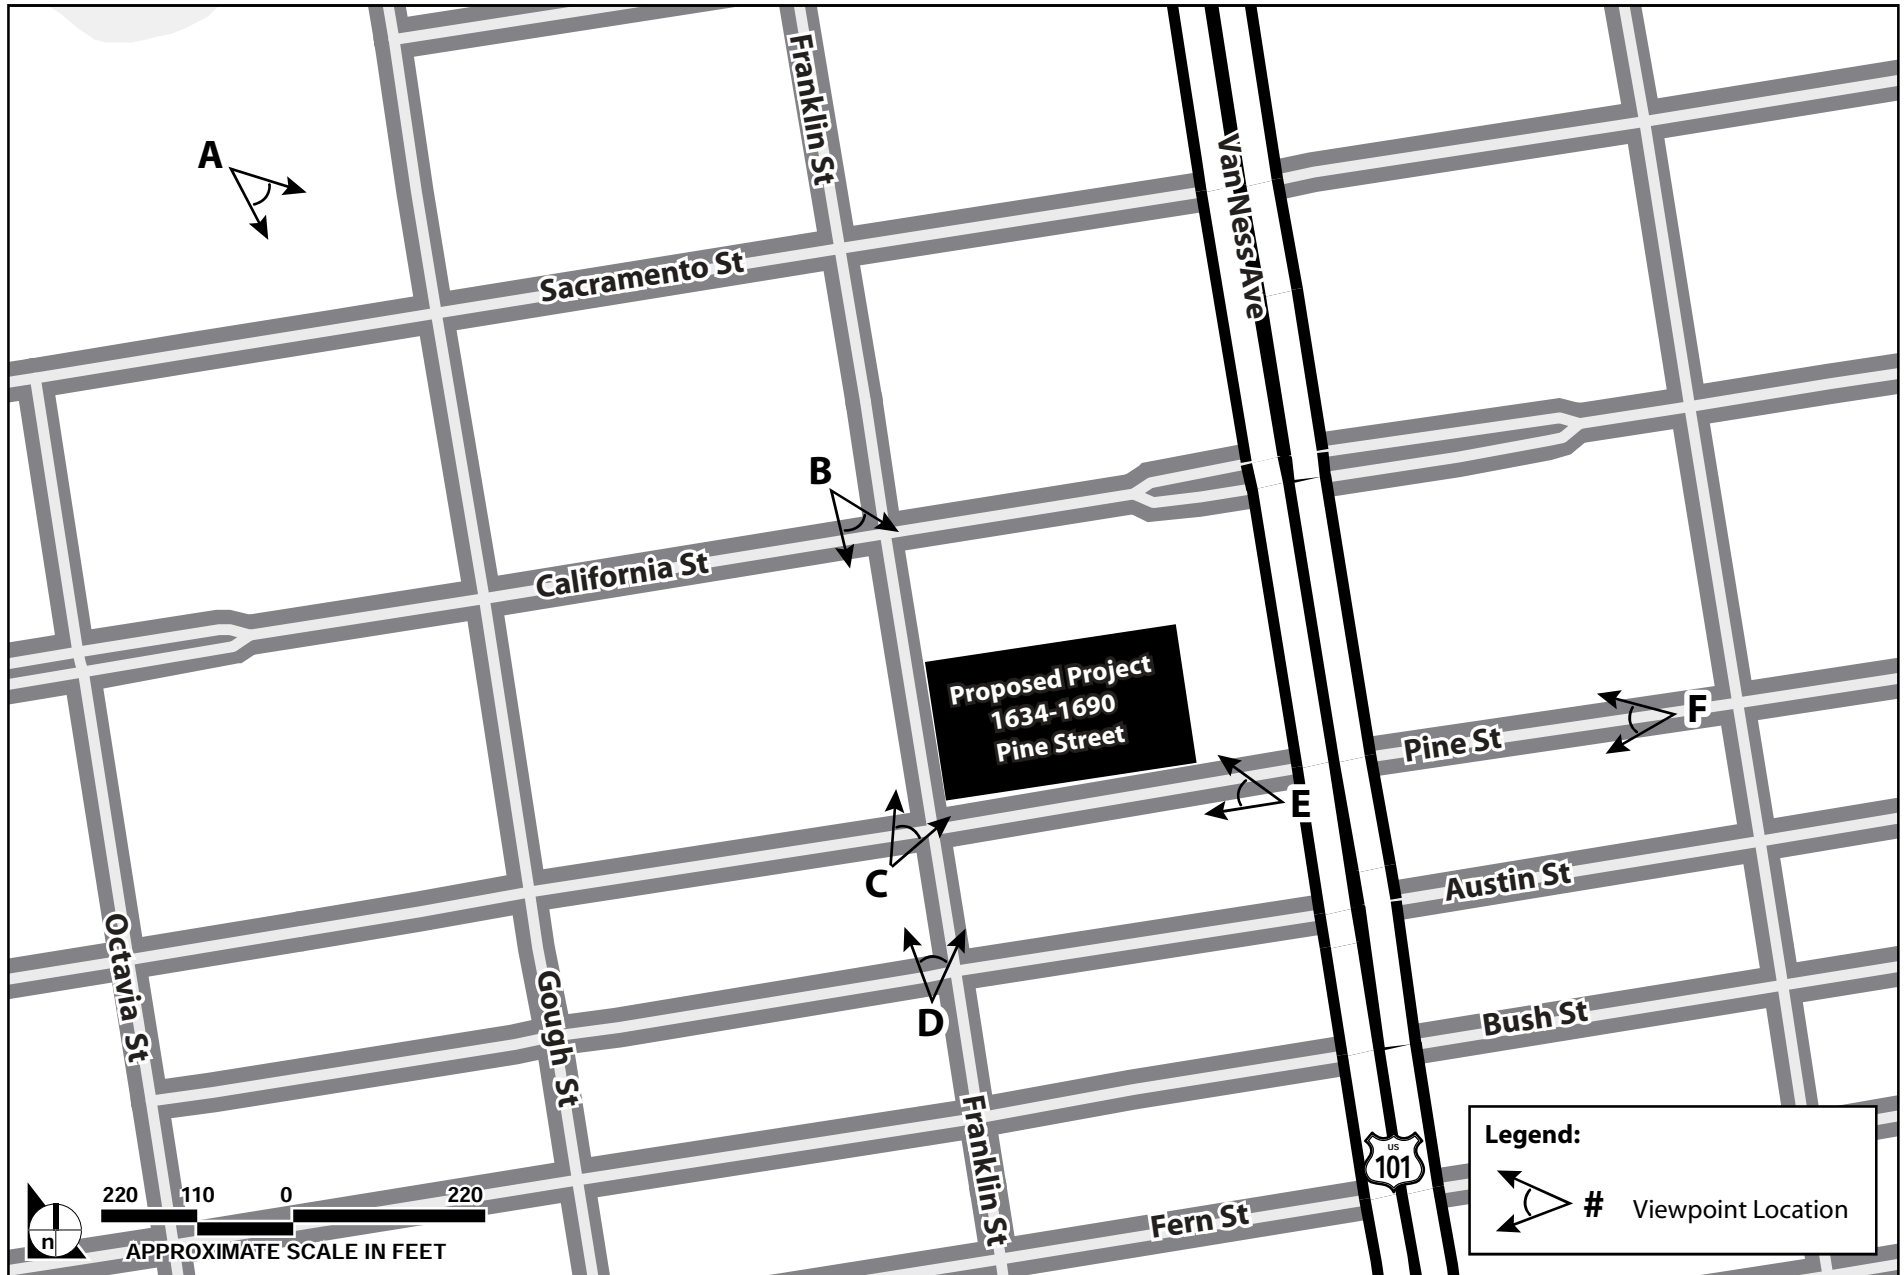 Franklin St
Van Ness Ave
A
Sacramento St
B
California St
Proposed Project
1634-1690
Pine Street
Pine St
F
E
C
Austin St
Octavia St
Gough St
D
Bush St
Franklin St
Fern St
US
101
Legend:
# Viewpoint Location
220 110 0 220
n
APPROXIMATE SCALE IN FEET